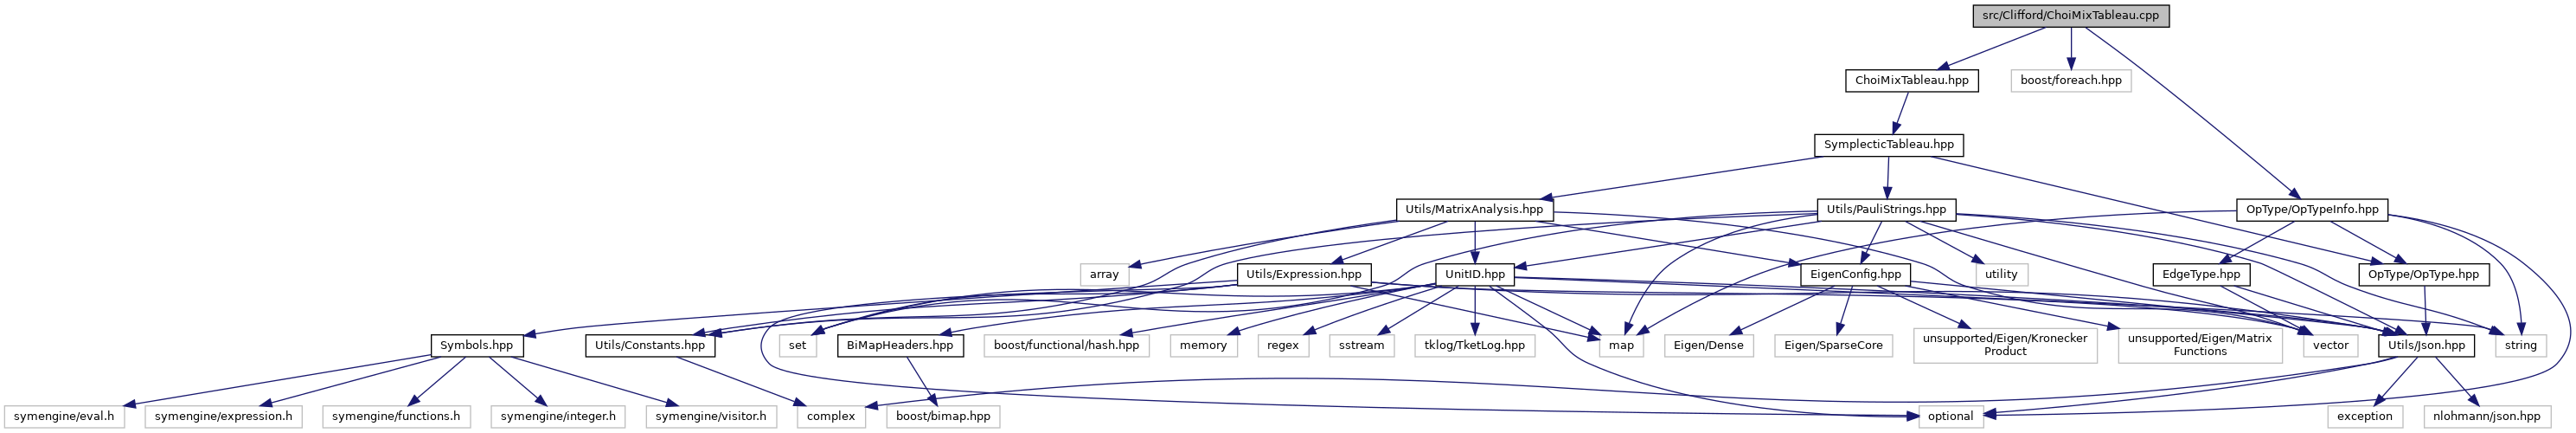 src/Clifford/ChoiMixTableau.cpp
ChoiMixTableau.hpp
boost/foreach.hpp
SymplecticTableau.hpp
Utils/MatrixAnalysis.hpp
Utils/PauliStrings.hpp
OpType/OpTypeInfo.hpp
array
Utils/Expression.hpp
UnitID.hpp
EigenConfig.hpp
utility
EdgeType.hpp
OpType/OpType.hpp
Symbols.hpp
Utils/Constants.hpp
set
BiMapHeaders.hpp
boost/functional/hash.hpp
memory
regex
sstream
tklog/TketLog.hpp
map
Eigen/Dense
Eigen/SparseCore
unsupported/Eigen/Kronecker
Product
unsupported/Eigen/Matrix
Functions
vector
Utils/Json.hpp
string
symengine/eval.h
symengine/expression.h
symengine/functions.h
symengine/integer.h
symengine/visitor.h
complex
boost/bimap.hpp
optional
exception
nlohmann/json.hpp